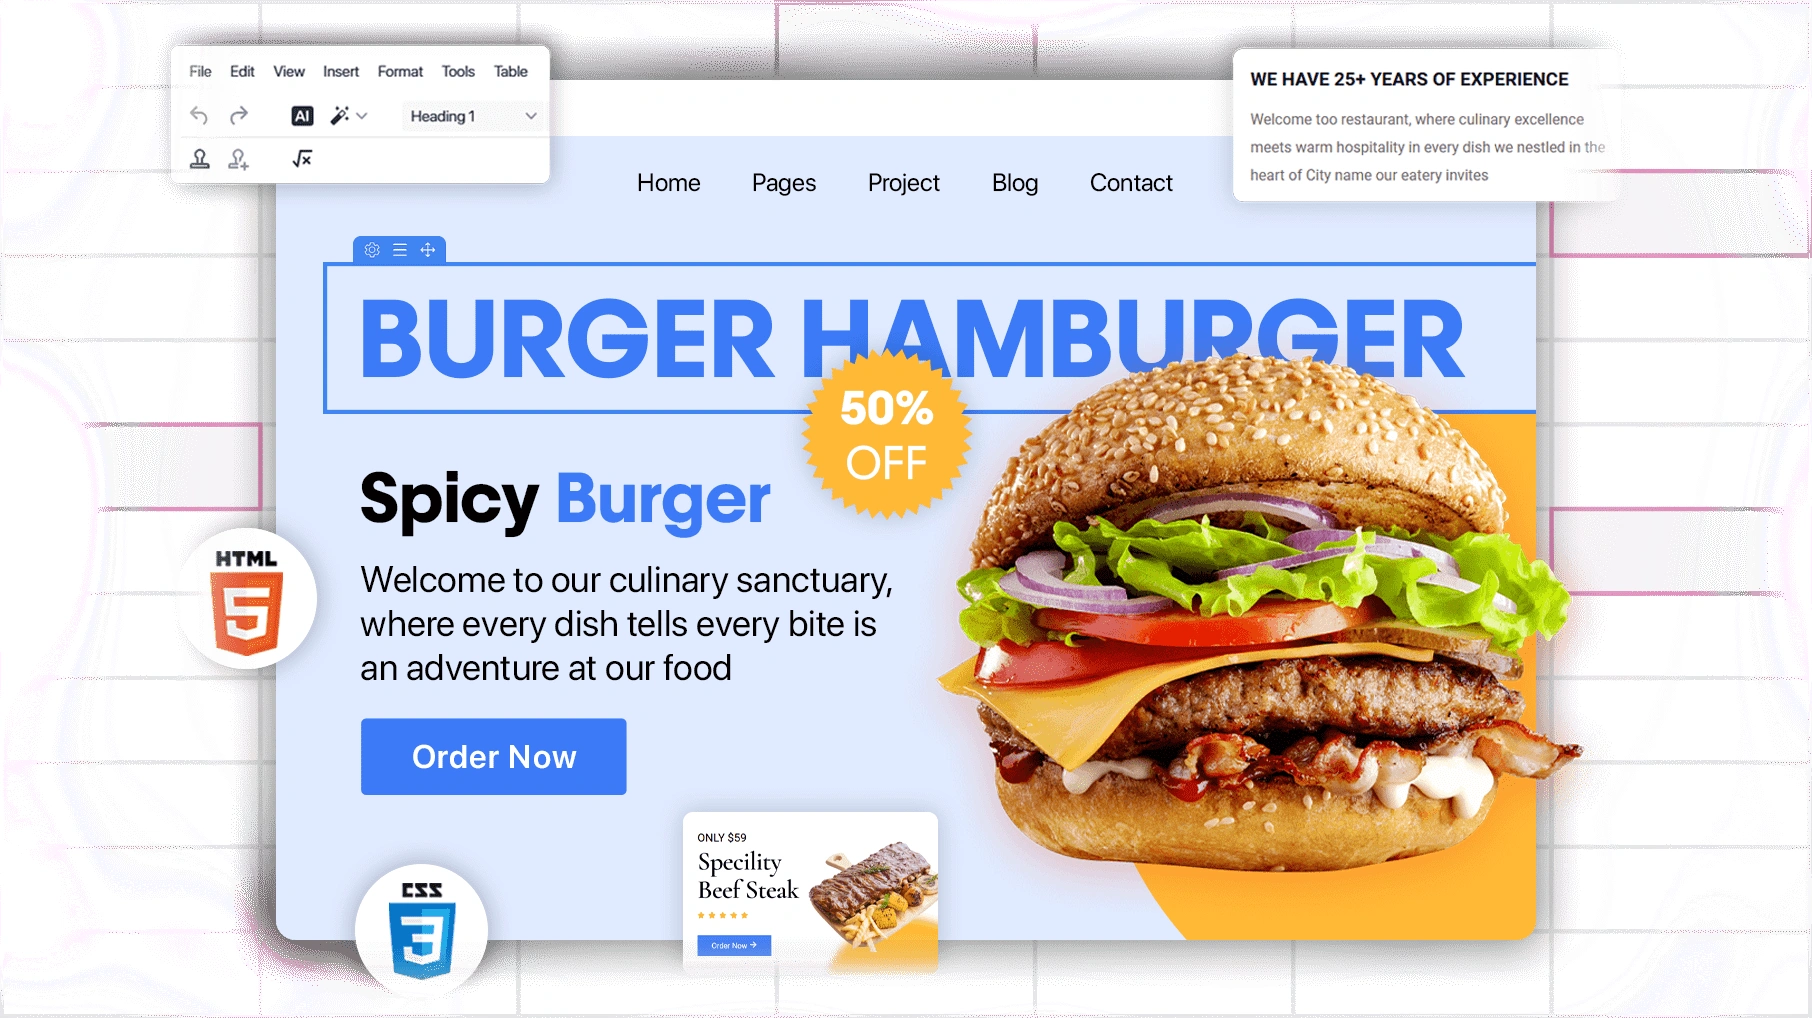 File Edit View Insert Format Tools Table
AI Heading 1
√x
WE HAVE 25+ YEARS OF EXPERIENCE
Welcome too restaurant, where culinary excellence
meets warm hospitality in every dish we nestled in the
heart of City name our eatery invites
Home Pages Project Blog Contact
BURGER HAMBURGER
50%
OFF
Spicy Burger
Welcome to our culinary sanctuary,
where every dish tells every bite is
an adventure at our food
Order Now
HTML
5
CSS
3
ONLY $59
Specility
Beef Steak
Order Now →